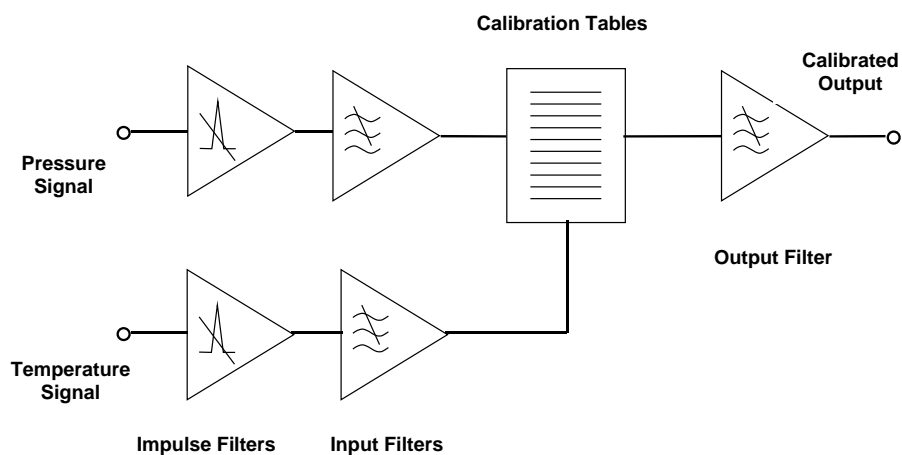 Calibration Tables
Calibrated
Output
Pressure
Signal
Output Filter
Temperature
Signal
Impulse Filters
Input Filters